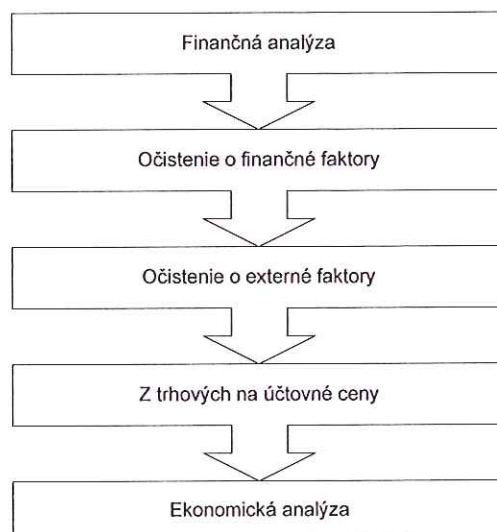 Finančná analýza
Očistenie o finančné faktory
Očistenie o externé faktory
Z trhových na účtovné ceny
Ekonomická analýza